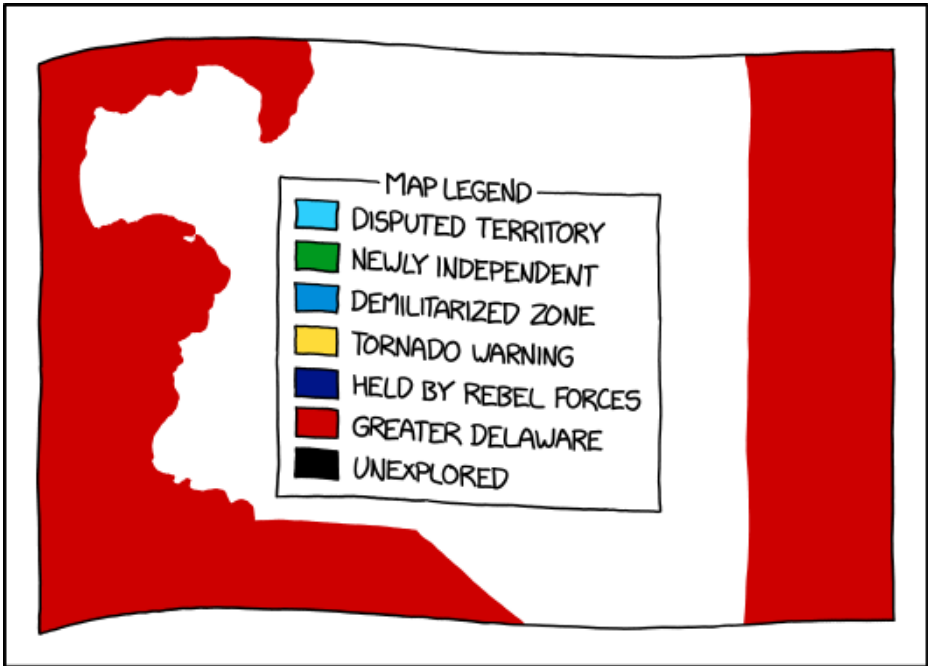 MAP LEGEND
DISPUTED TERRITORY
NEWLY INDEPENDENT
DEMILITARIZED ZONE
TORNADO WARNING
HELD BY REBEL FORCES
GREATER DELAWARE
UNEXPLORED